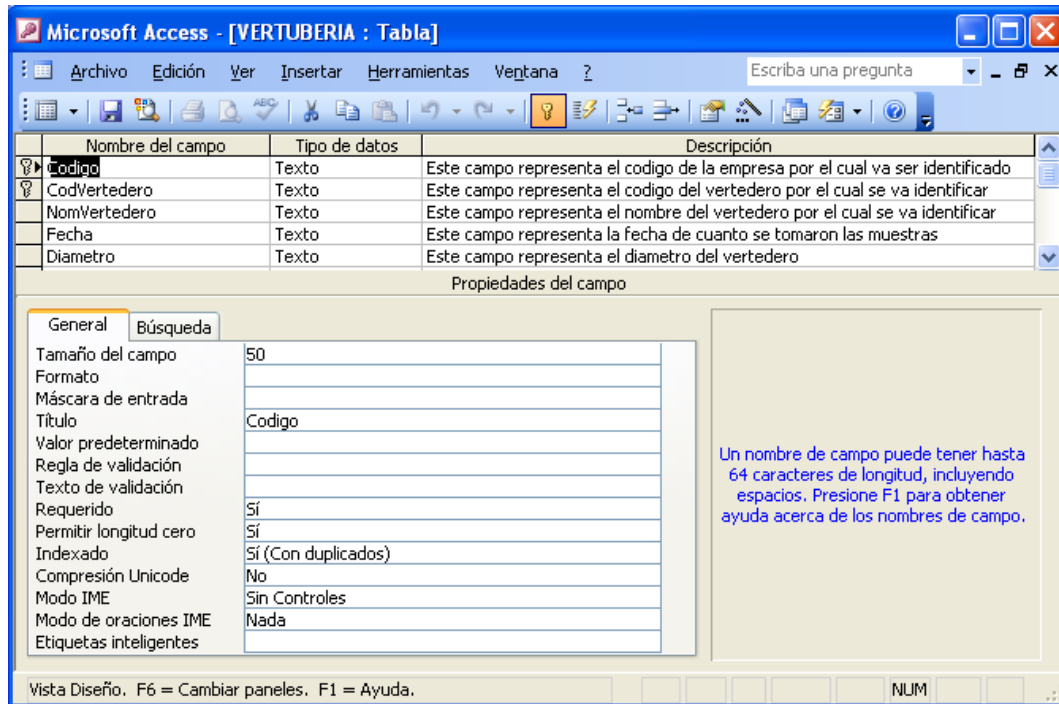 Microsoft Access - [VERTUBERIA : Tabla]
Archivo Edición Ver Insertar Herramientas Ventana ? Escriba una pregunta
ABC
Nombre del campo Tipo de datos Descripción
Codigo Texto Este campo representa el codigo de la empresa por el cual va ser identificado
CodVertedero Texto Este campo representa el codigo del vertedero por el cual se va identificar
NomVertedero Texto Este campo representa el nombre del vertedero por el cual se va identificar
Fecha Texto Este campo representa la fecha de cuanto se tomaron las muestras
Diametro Texto Este campo representa el diametro del vertedero
Propiedades del campo
General Búsqueda
Tamaño del campo 50
Formato
Máscara de entrada
Título Codigo
Valor predeterminado
Regla de validación
Texto de validación
Requerido Sí
Permitir longitud cero Sí
Indexado Sí (Con duplicados)
Compresión Unicode No
Modo IME Sin Controles
Modo de oraciones IME Nada
Etiquetas inteligentes
Un nombre de campo puede tener hasta
64 caracteres de longitud, incluyendo
espacios. Presione F1 para obtener
ayuda acerca de los nombres de campo.
Vista Diseño. F6 = Cambiar paneles. F1 = Ayuda. NUM